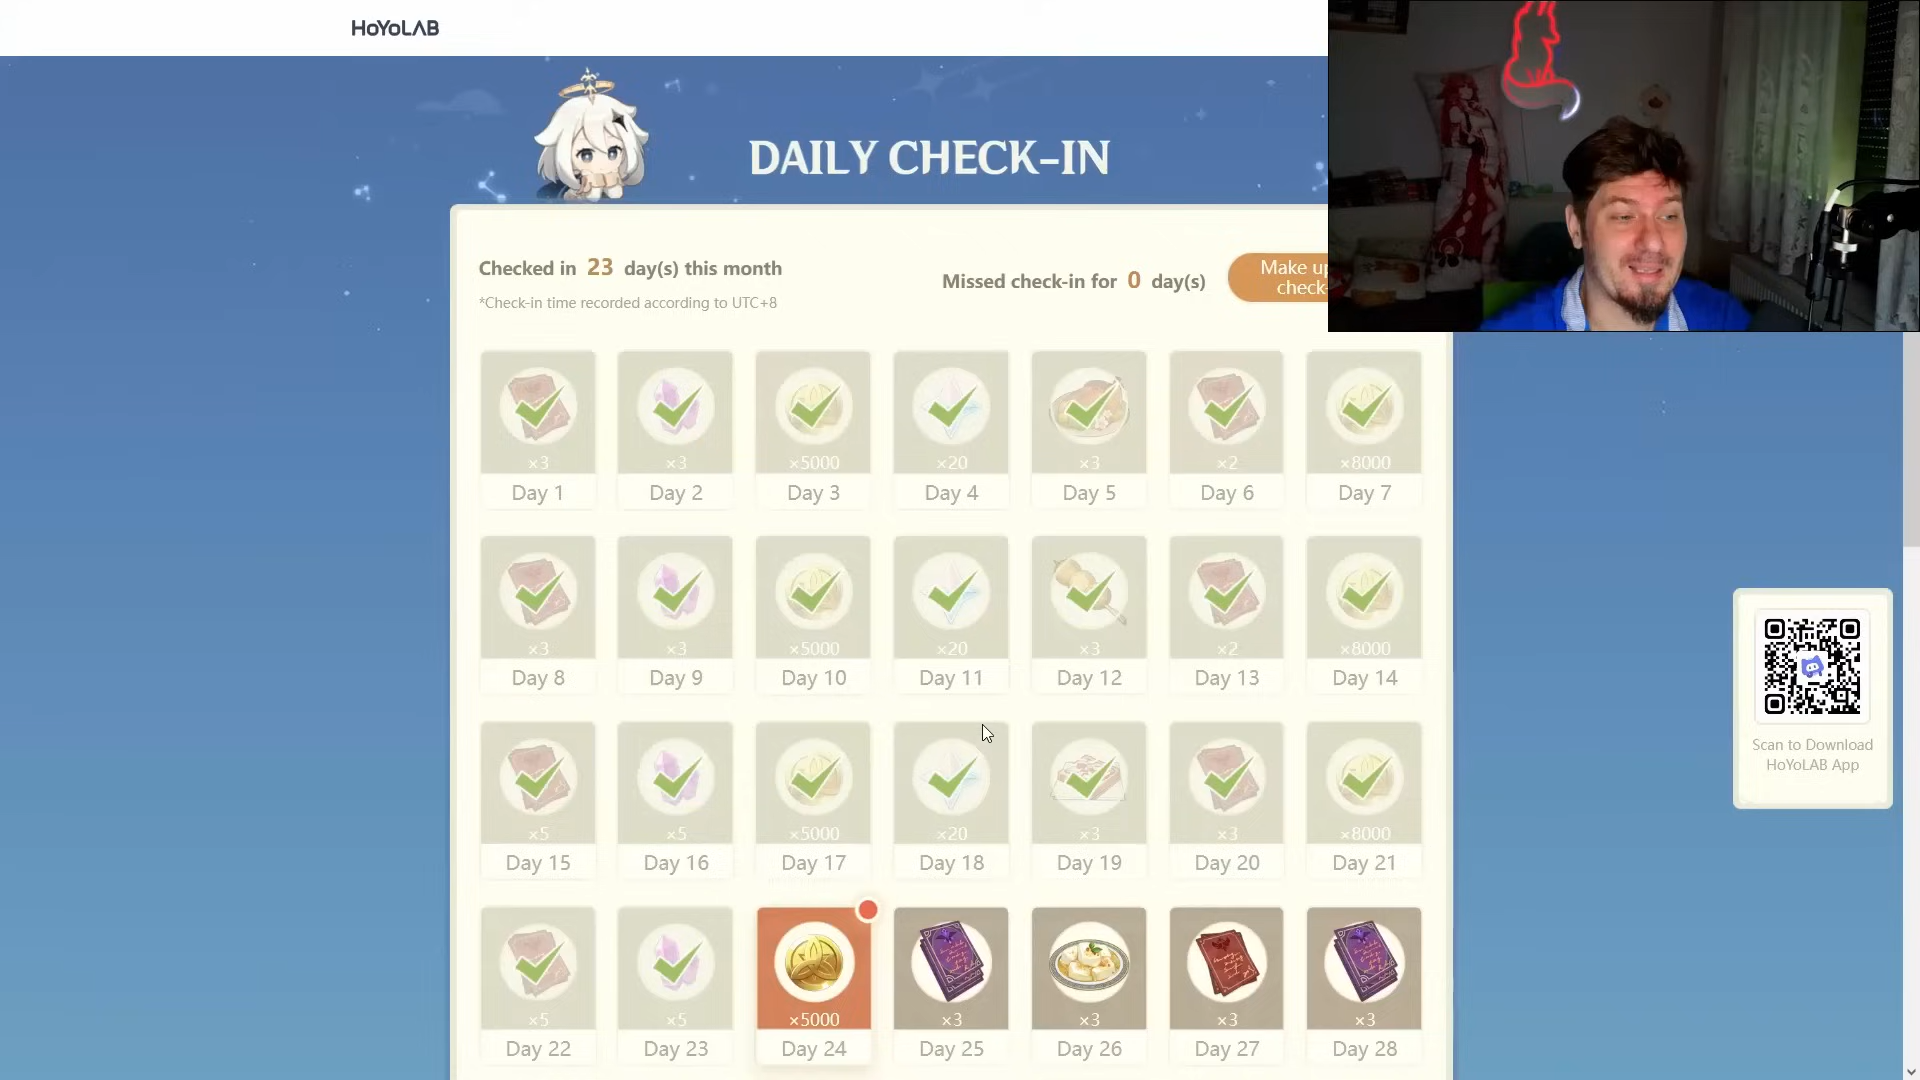 HoYoLAB
DAILY CHECK-IN
Checked in 23 day(s) this month
*Check-in time recorded according to UTC+8
Missed check-in for 0 day(s)
Make up
check-
×3
×3
×5000
×20
×3
×2
×8000
Day 1
Day 2
Day 3
Day 4
Day 5
Day 6
Day 7
×3
×3
×5000
×20
×3
×2
×8000
Day 8
Day 9
Day 10
Day 11
Day 12
Day 13
Day 14
×5
×5
×5000
×20
×3
×3
×8000
Day 15
Day 16
Day 17
Day 18
Day 19
Day 20
Day 21
×5
×5
×5000
×3
×3
×3
×3
Day 22
Day 23
Day 24
Day 25
Day 26
Day 27
Day 28
Scan to Download
HoYoLAB App